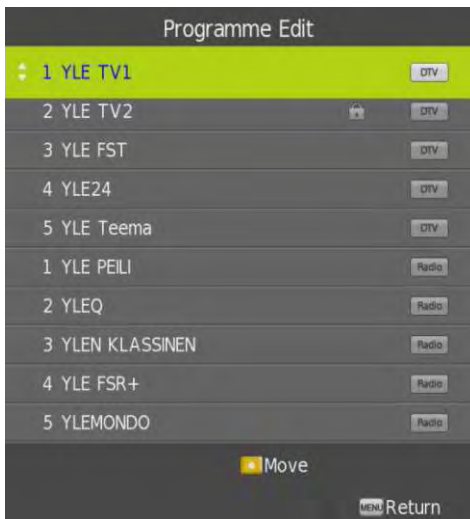 Programme Edit
1 YLE TV1 DTV
2 YLE TV2 DTV
3 YLE FST DTV
4 YLE24 DTV
5 YLE Teema DTV
1 YLE PEILI Radio
2 YLEQ Radio
3 YLEN KLASSINEN Radio
4 YLE FSR+ Radio
5 YLEMONDO Radio
Move
MENU Return